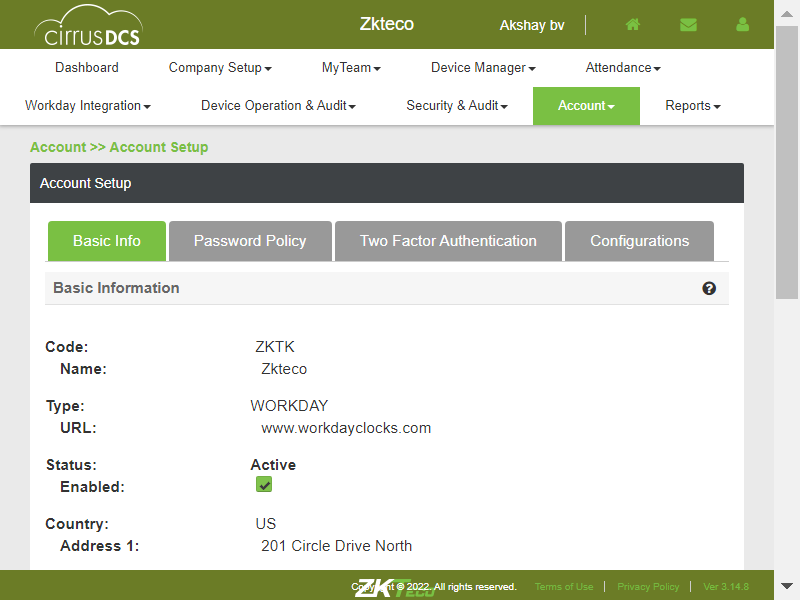 cirrusDCS
Zkteco
Akshay bv
Dashboard Company Setup MyTeam Device Manager Attendance
Workday Integration Device Operation & Audit Security & Audit Account Reports
Account >> Account Setup
Account Setup
Basic Info Password Policy Two Factor Authentication Configurations
Basic Information
Code: ZKTK
Name: Zkteco
Type: WORKDAY
URL: www.workdayclocks.com
Status: Active
Enabled:
Country: US
Address 1: 201 Circle Drive North
ZKTeco
Copyright © 2022. All rights reserved. Terms of Use | Privacy Policy | Ver 3.14.8